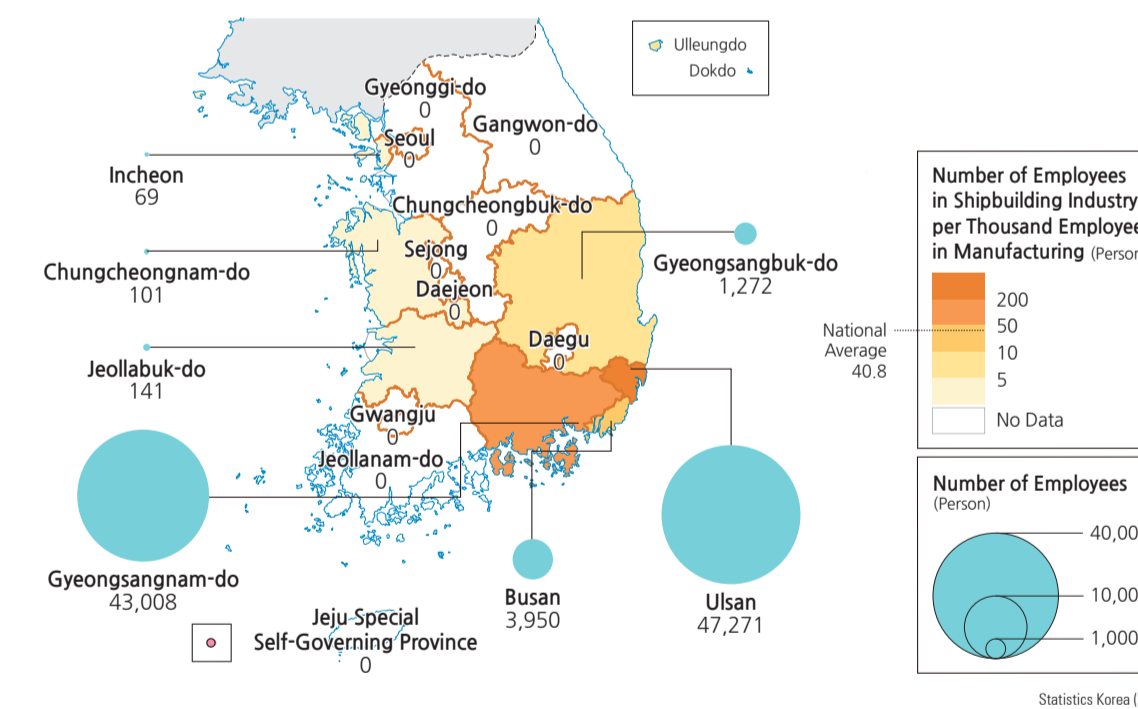 Ulleungdo
Dokdo
Gyeonggi-do
0
Seoul
0
Gangwon-do
0
Incheon
69
Chungcheongbuk-do
0
Sejong
0
Chungcheongnam-do
101
Daejeon
0
Gyeongsangbuk-do
1,272
Daegu
0
Jeollabuk-do
141
Gwangju
0
Jeollanam-do
0
Gyeongsangnam-do
43,008
Busan
3,950
Ulsan
47,271
Jeju Special
Self-Governing Province
0
Number of Employees
in Shipbuilding Industry
per Thousand Employee
in Manufacturing (Person
200
50
10
5
No Data
National
Average
40.8
Number of Employees
(Person)
40,00
10,00
1,000
Statistics Korea (